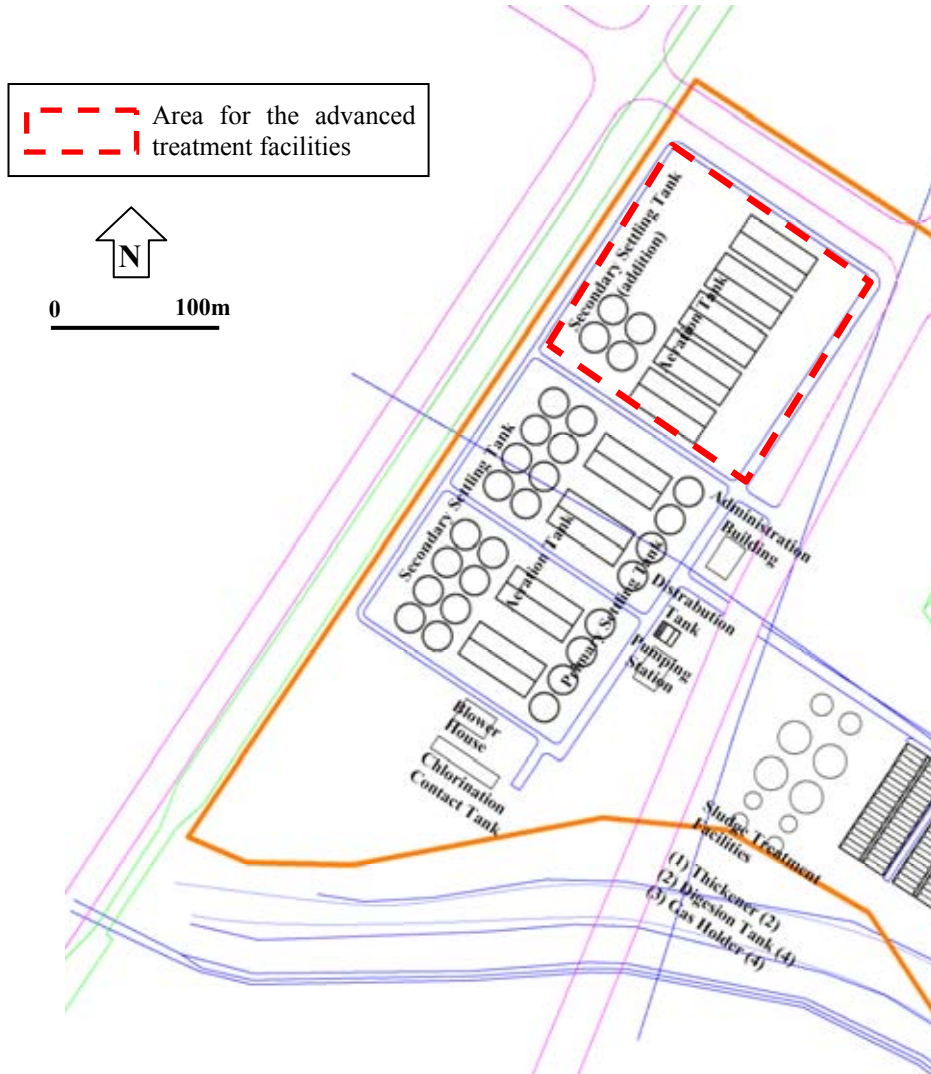 Area for the advanced
treatment facilities
N
0 100m
Secondary Settling Tank
(addition)
Aeration Tank
Secondary Settling Tank
Aeration Tank
Primary Settling Tank
Administration
Building
Distrabution
Tank
Pumping
Station
Blower
House
Chlorination
Contact Tank
Sludge Treatment
Facilities
(1) Thickener (2)
(2) Digesion Tank (4)
(3) Gas Holder (4)